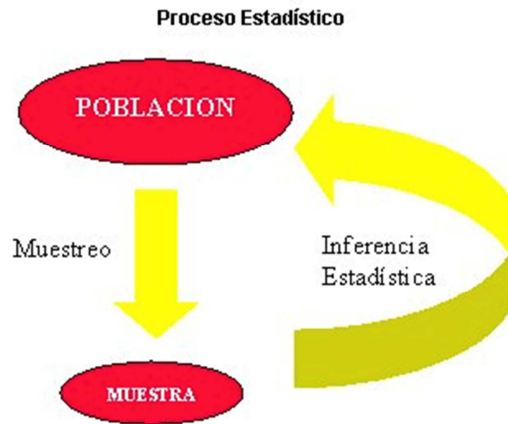 Proceso Estadístico
POBLACION
Muestreo
Inferencia
Estadística
MUESTRA